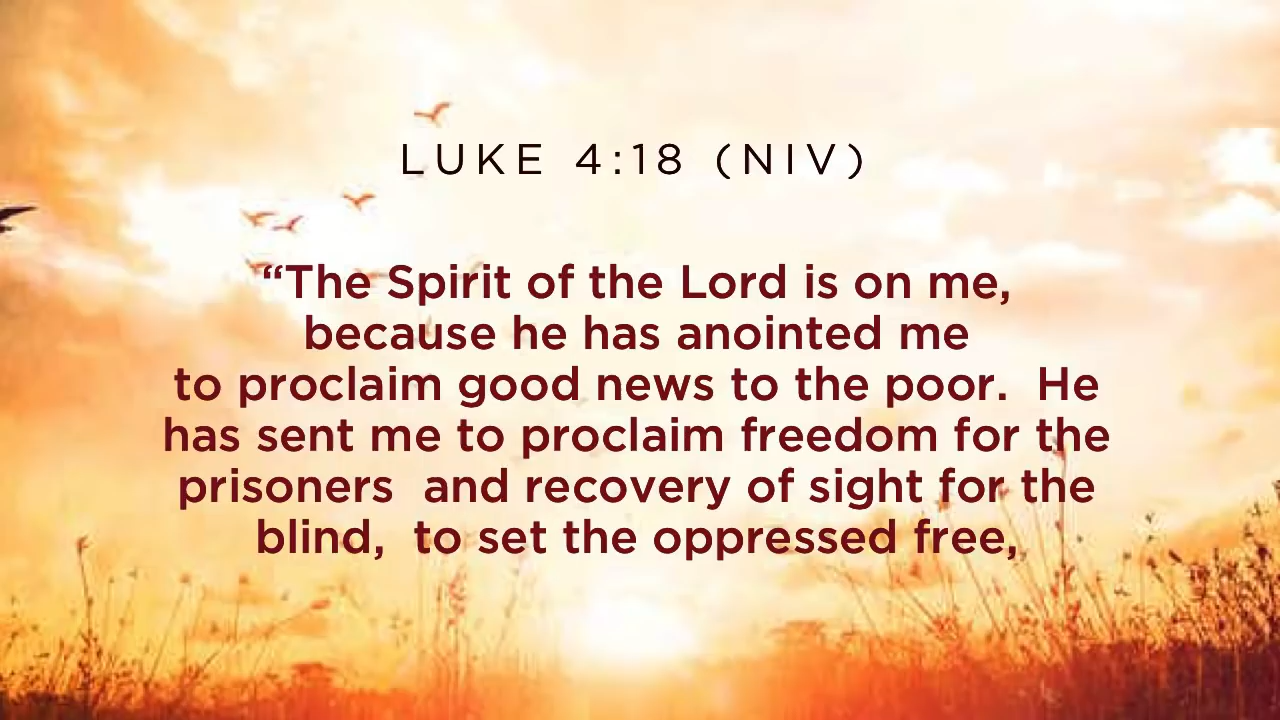 LUKE 4:18 (NIV)
“The Spirit of the Lord is on me,
because he has anointed me
to proclaim good news to the poor.  He
has sent me to proclaim freedom for the
prisoners  and recovery of sight for the
blind,  to set the oppressed free,